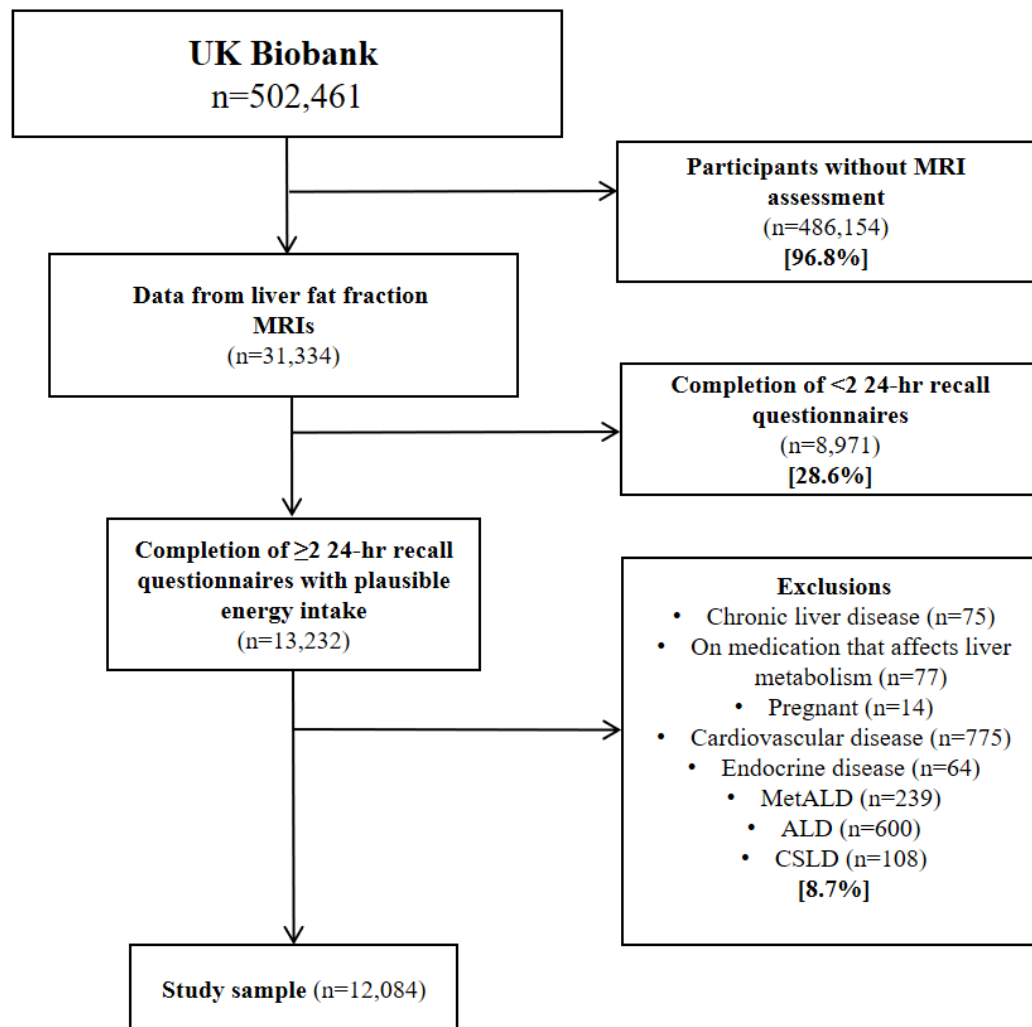 UK Biobank
n=502,461
Participants without MRI
assessment
(n=486,154)
[96.8%]
Data from liver fat fraction
MRIs
(n=31,334)
Completion of <2 24-hr recall
questionnaires
(n=8,971)
[28.6%]
Completion of ≥2 24-hr recall
questionnaires with plausible
energy intake
(n=13,232)
Exclusions
• Chronic liver disease (n=75)
• On medication that affects liver
metabolism (n=77)
• Pregnant (n=14)
• Cardiovascular disease (n=775)
• Endocrine disease (n=64)
• MetALD (n=239)
• ALD (n=600)
• CSLD (n=108)
[8.7%]
Study sample (n=12,084)